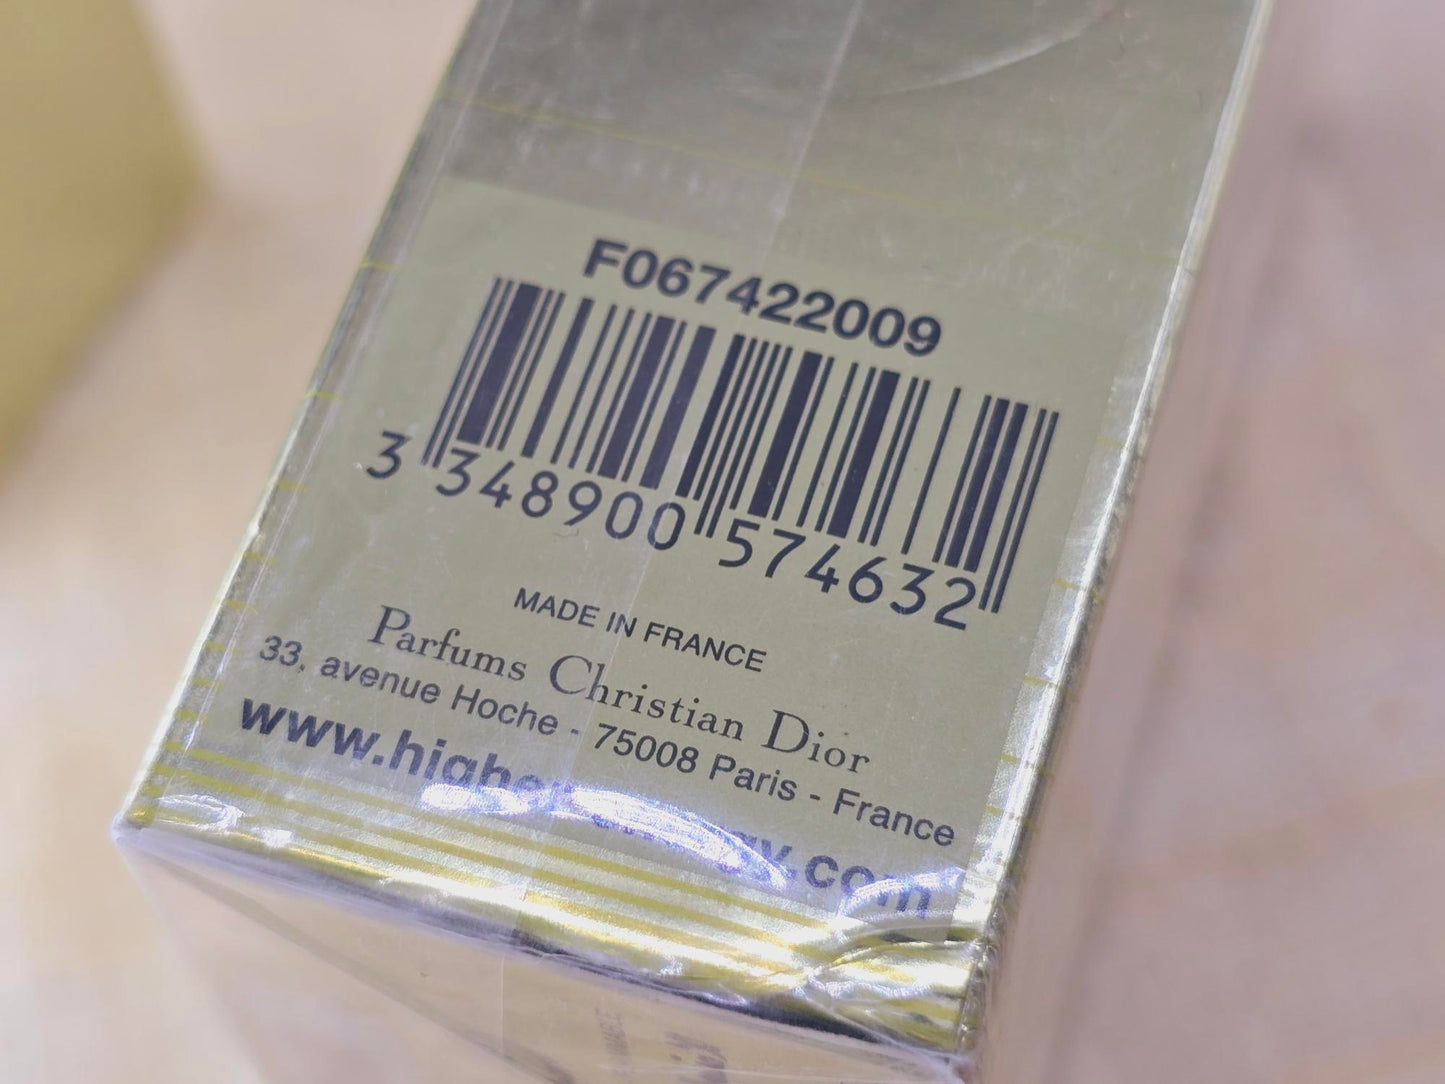 F067422009
3 348900 574632
MADE IN FRANCE
Parfums Christian Dior
33, avenue Hoche - 75008 Paris - France